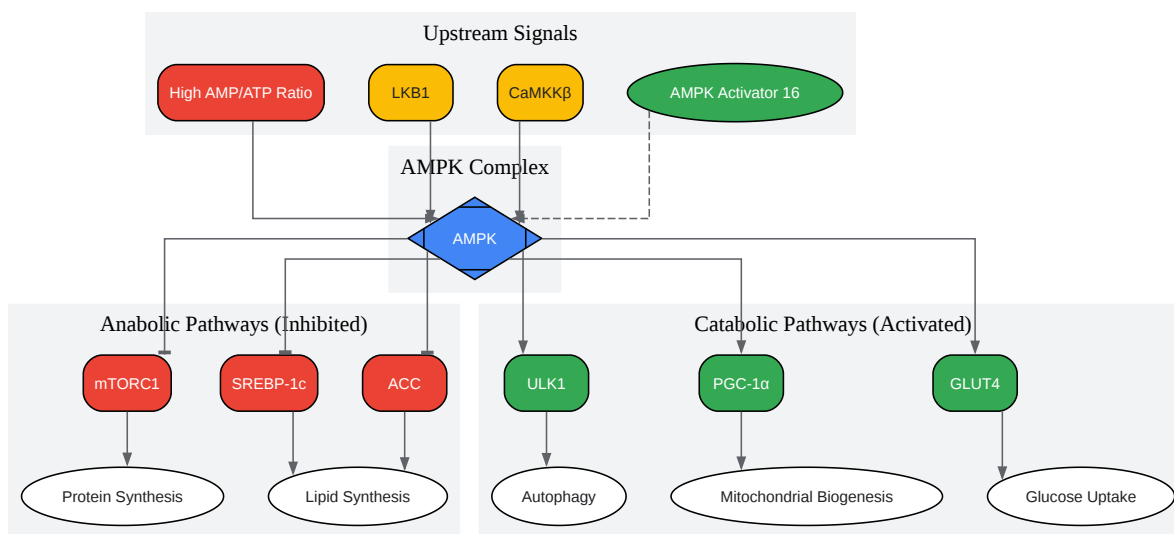 Upstream Signals
High AMP/ATP Ratio
LKB1
CaMKKβ
AMPK Activator 16
AMPK Complex
AMPK
Anabolic Pathways (Inhibited)
Catabolic Pathways (Activated)
mTORC1
SREBP-1c
ACC
ULK1
PGC-1α
GLUT4
Protein Synthesis
Lipid Synthesis
Autophagy
Mitochondrial Biogenesis
Glucose Uptake